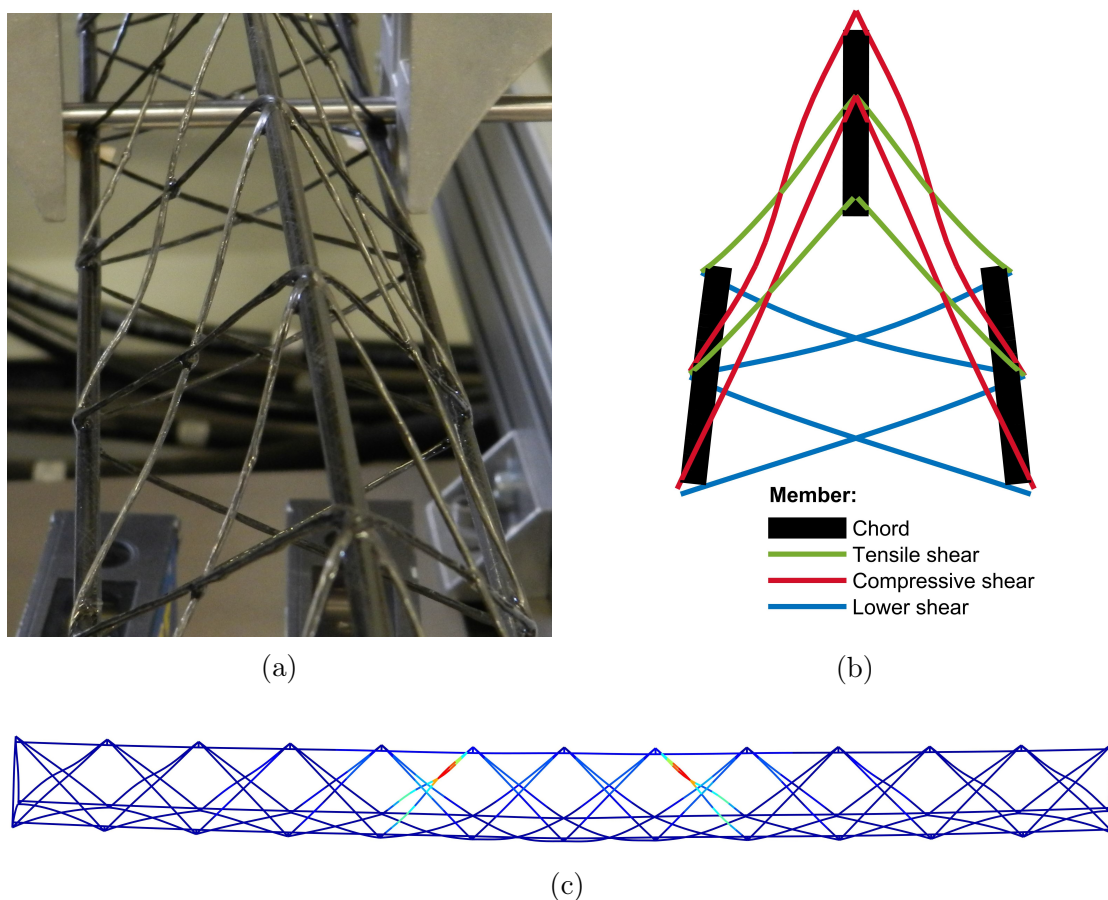 Member:
Chord
Tensile shear
Compressive shear
Lower shear
(a)
(b)
(c)